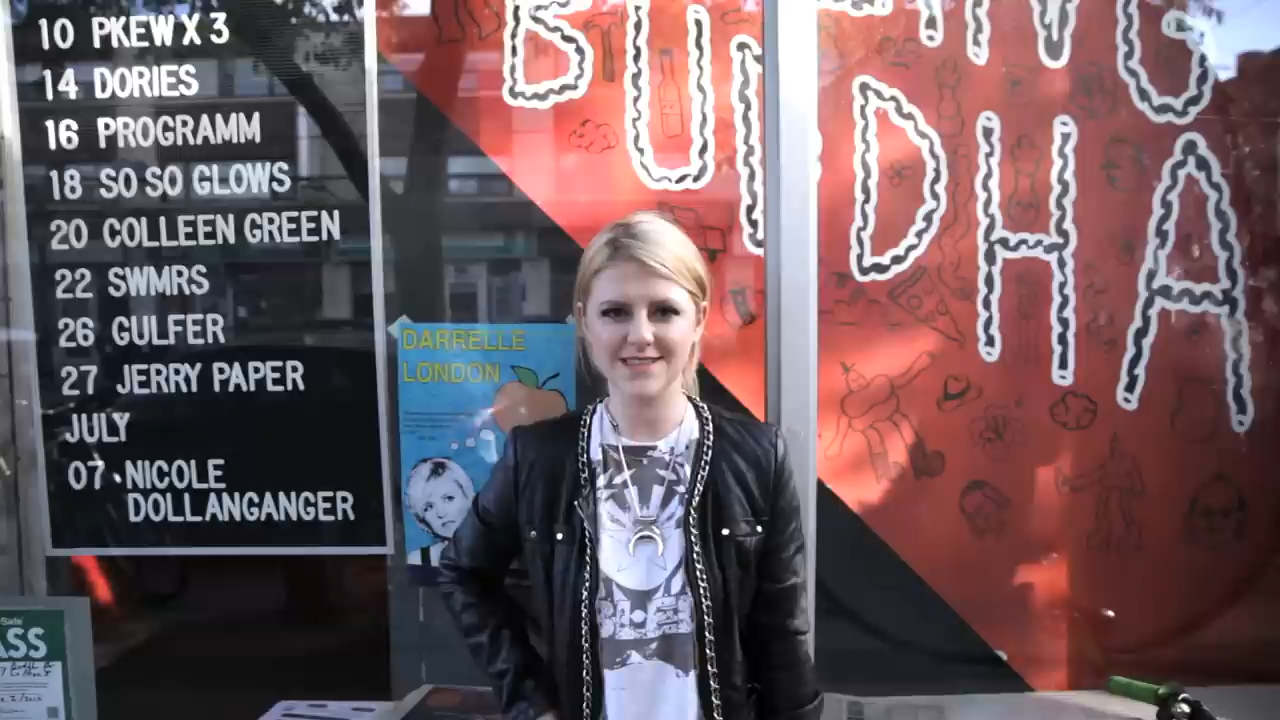 10 PKEW X 3
14 DORIES
16 PROGRAMM
18 SO SO GLOWS
20 COLLEEN GREEN
22 SWMRS
26 GULFER
27 JERRY PAPER
JULY
07 • NICOLE
DOLLANGANGER
DARRELLE
LONDON
BU
DHA
Safe
ASS